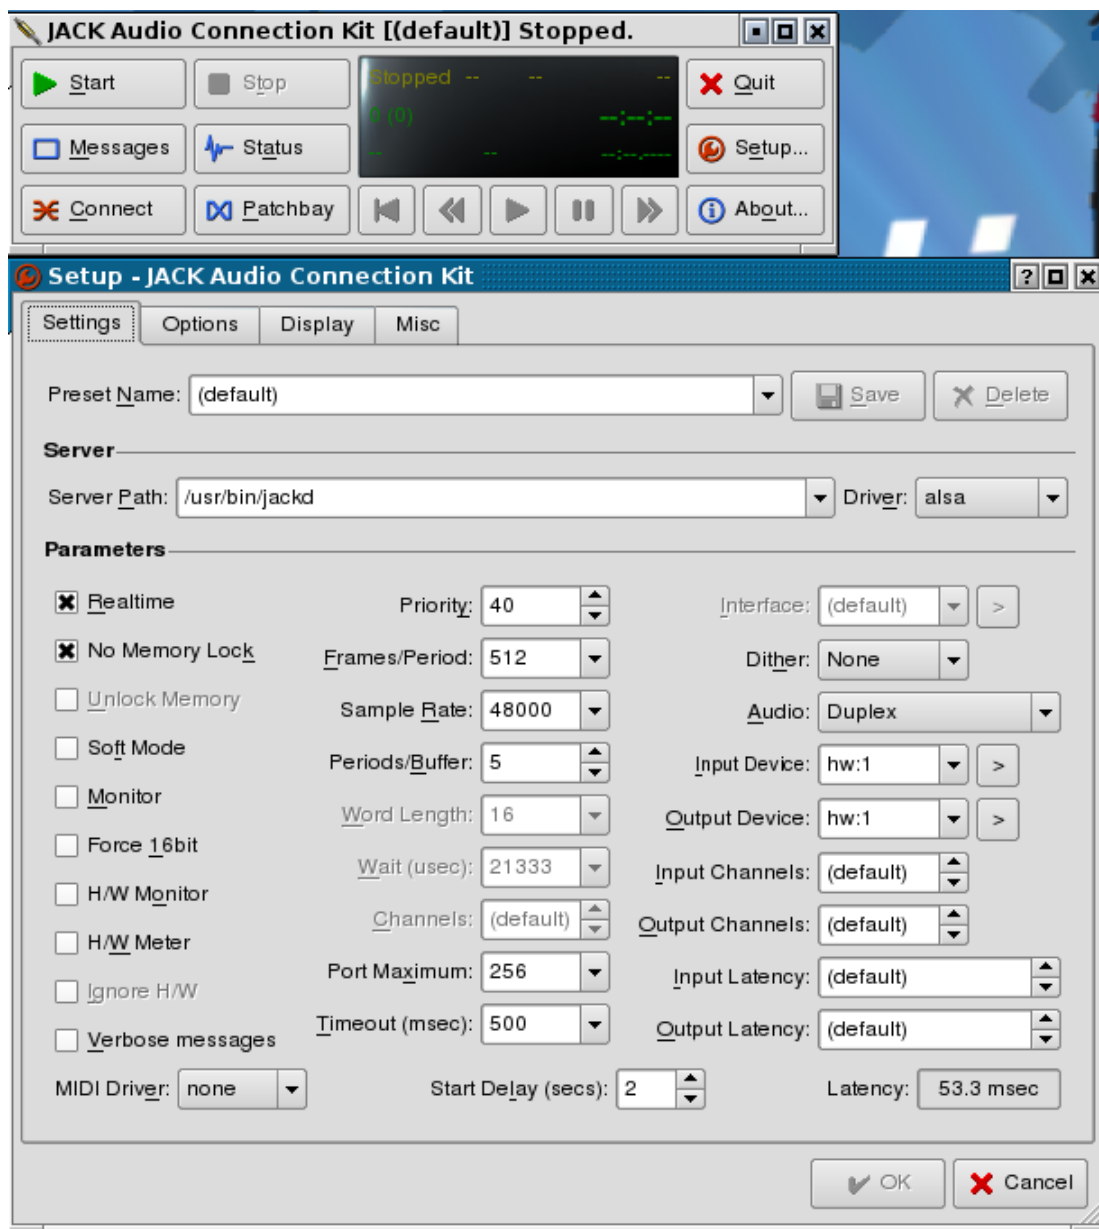 JACK Audio Connection Kit [(default)] Stopped.
Start Stop Stopped -- -- -- Quit
0 (0) --:--:--
Messages Status -- -- --:--.---- Setup...
Connect Patchbay About...
Setup - JACK Audio Connection Kit
Settings Options Display Misc
Preset Name: (default) Save Delete
Server
Server Path: /usr/bin/jackd Driver: alsa
Parameters
Realtime Priority: 40 Interface: (default) >
No Memory Lock Frames/Period: 512 Dither: None
Unlock Memory Sample Rate: 48000 Audio: Duplex
Soft Mode Periods/Buffer: 5 Input Device: hw:1 >
Monitor Word Length: 16 Output Device: hw:1 >
Force 16bit Wait (usec): 21333 Input Channels: (default)
H/W Monitor Channels: (default) Output Channels: (default)
H/W Meter Port Maximum: 256 Input Latency: (default)
Ignore H/W Timeout (msec): 500 Output Latency: (default)
Verbose messages
MIDI Driver: none Start Delay (secs): 2 Latency: 53.3 msec
OK Cancel